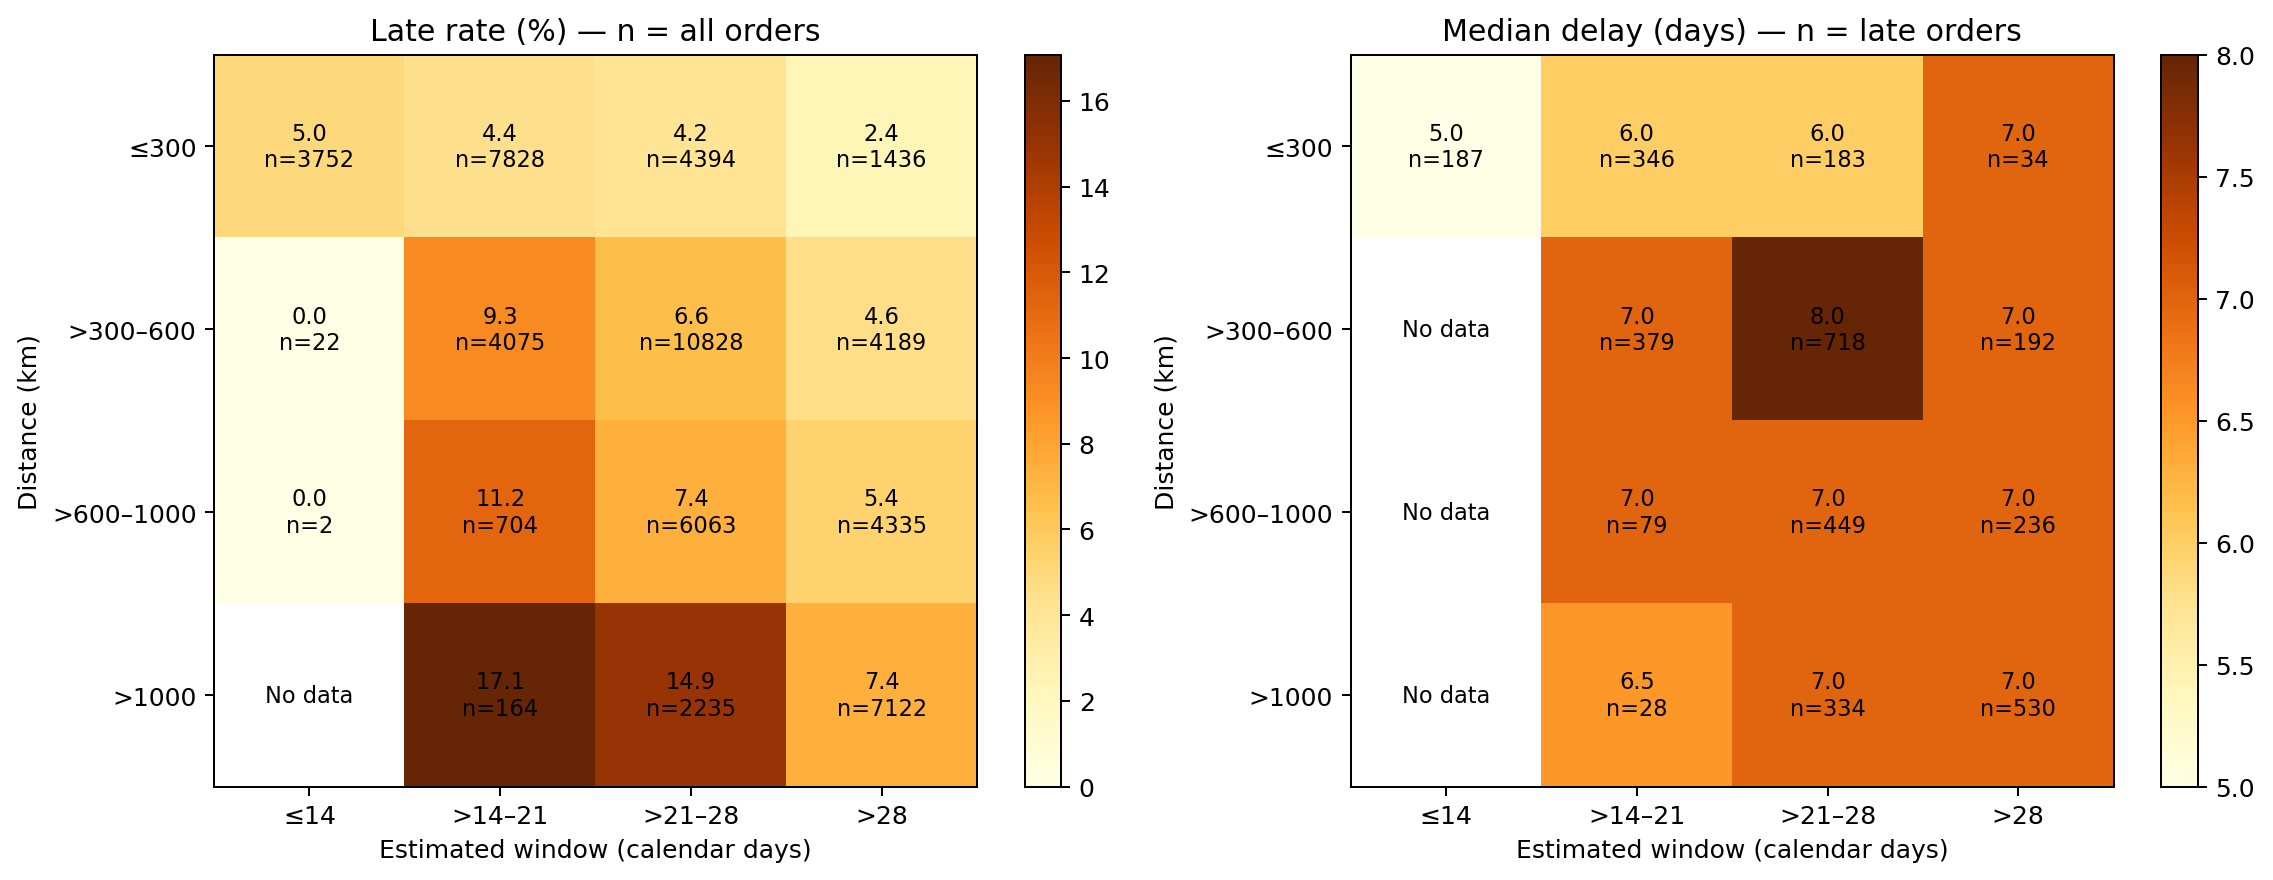 Late rate (%) — n = all orders
5.0
n=3752
4.4
n=7828
4.2
n=4394
2.4
n=1436
0.0
n=22
9.3
n=4075
6.6
n=10828
4.6
n=4189
0.0
n=2
11.2
n=704
7.4
n=6063
5.4
n=4335
No data
17.1
n=164
14.9
n=2235
7.4
n=7122
≤300
>300–600
>600–1000
>1000
Distance (km)
≤14
>14–21
>21–28
>28
Estimated window (calendar days)
16
14
12
10
8
6
4
2
0
Median delay (days) — n = late orders
5.0
n=187
6.0
n=346
6.0
n=183
7.0
n=34
No data
7.0
n=379
8.0
n=718
7.0
n=192
No data
7.0
n=79
7.0
n=449
7.0
n=236
No data
6.5
n=28
7.0
n=334
7.0
n=530
≤300
>300–600
>600–1000
>1000
Distance (km)
≤14
>14–21
>21–28
>28
Estimated window (calendar days)
8.0
7.5
7.0
6.5
6.0
5.5
5.0